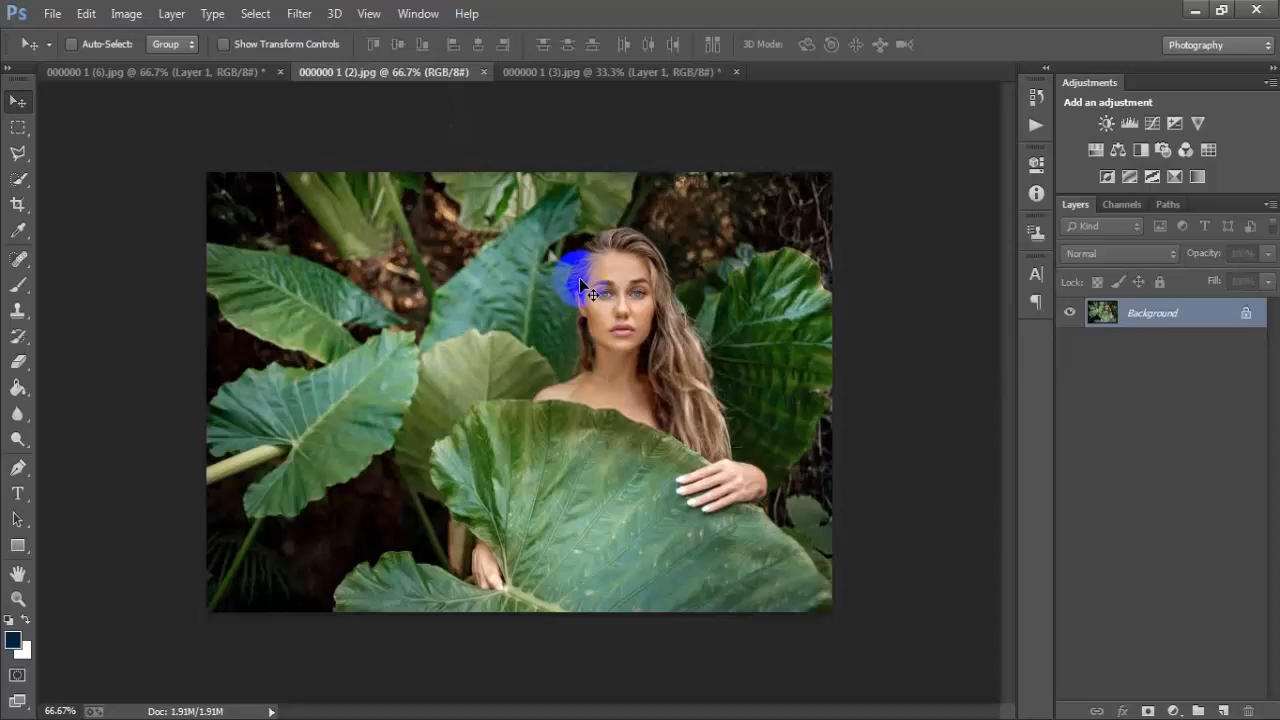 Ps File Edit Image Layer Type Select Filter 3D View Window Help
Auto-Select: Group Show Transform Controls 3D Mode: Photography
000000 1 (6).jpg @ 66.7% (Layer 1, RGB/8#) * × 000000 1 (2).jpg @ 66.7% (RGB/8#) × 000000 1 (3).jpg @ 33.3% (Layer 1, RGB/8#) * ×
Adjustments
Add an adjustment
Layers Channels Paths
Kind
Normal Opacity: 100%
Lock: Fill: 100%
Background
66.67% Doc: 1.91M/1.91M